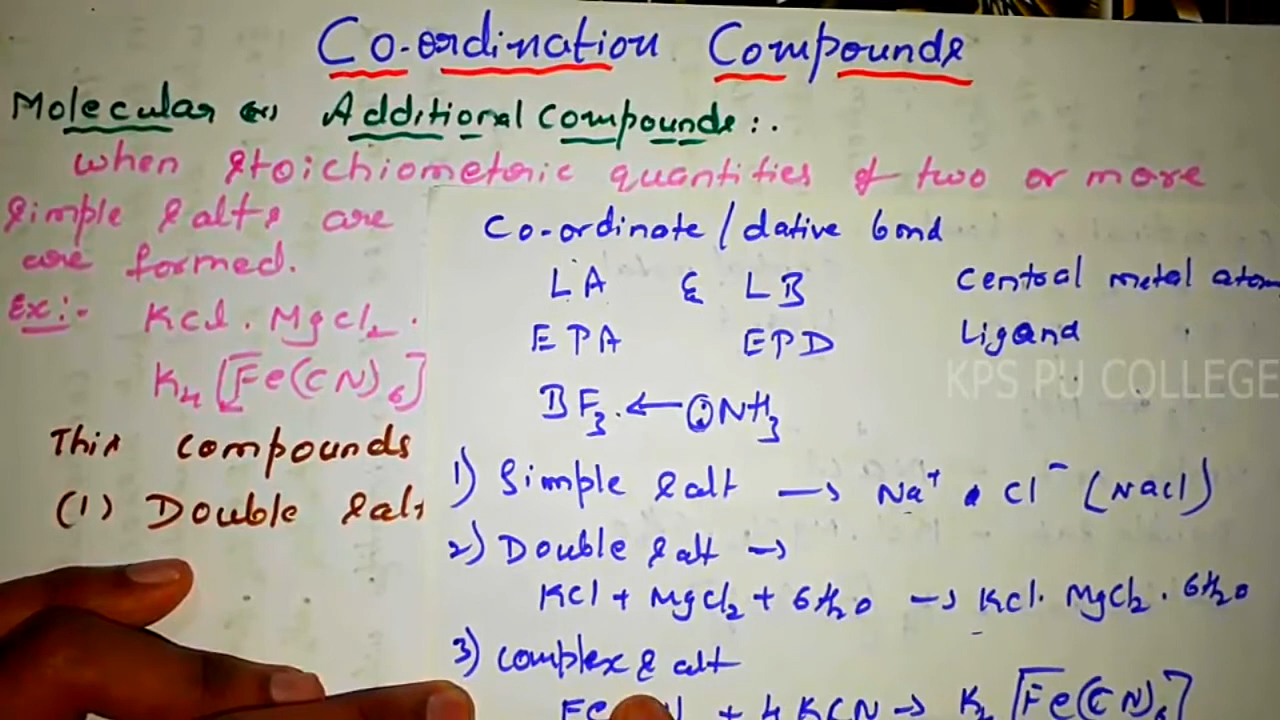 Co-ordination Compounds
Molecular (or) Additional Compounds :.
when stoichiometric quantities of two or more
simple salts are
are formed.
Ex:- KCl . MgCl2 .
K4 [Fe(CN)6]
This compounds
(1) Double salt
Co-ordinate / dative bond
LA & LB Central metal atom
EPA EPD Ligand
BF3 ← :NH3
1) Simple salt → Na+ . Cl- (NaCl)
2) Double salt →
KCl + MgCl2 + 6H2O → KCl. MgCl2 . 6H2O
3) complex salt
+ 4 KCN → [Fe(CN)6]
KPS PU COLLEGE